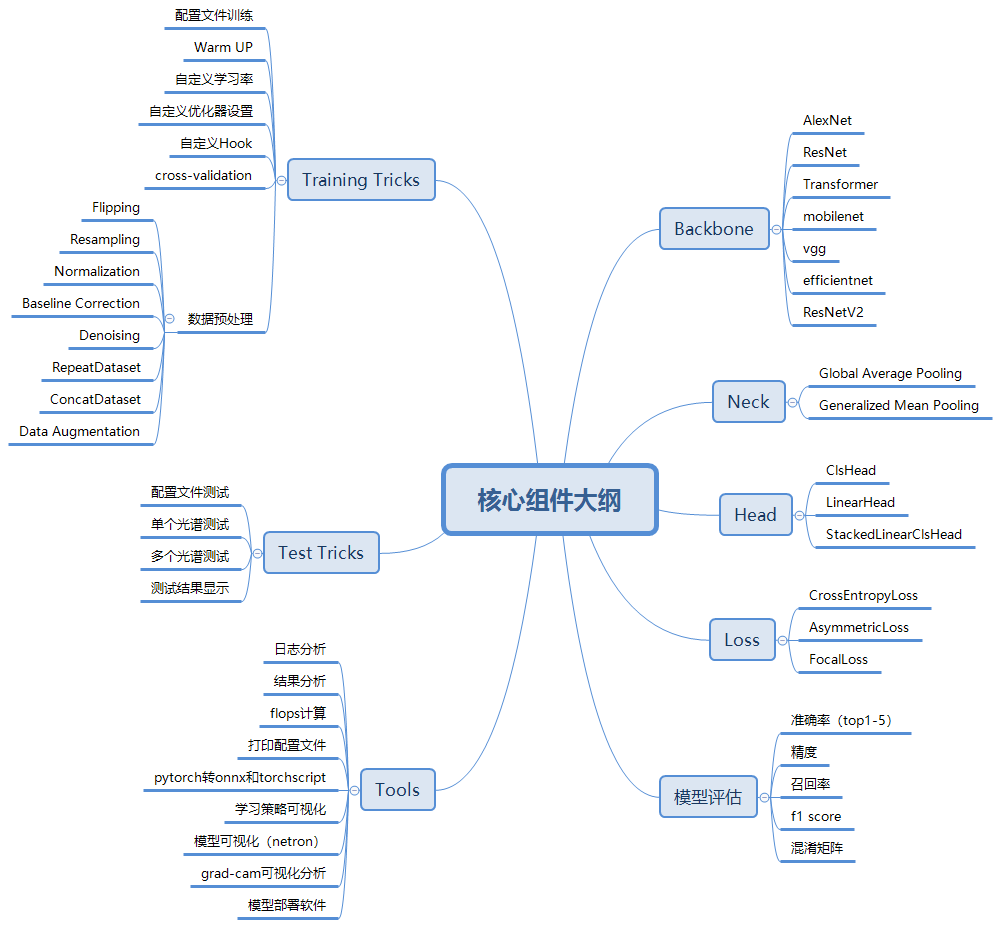 核心组件大纲
Training Tricks
配置文件训练
Warm UP
自定义学习率
自定义优化器设置
自定义Hook
cross-validation
数据预处理
Flipping
Resampling
Normalization
Baseline Correction
Denoising
RepeatDataset
ConcatDataset
Data Augmentation
Test Tricks
配置文件测试
单个光谱测试
多个光谱测试
测试结果显示
Tools
日志分析
结果分析
flops计算
打印配置文件
pytorch转onnx和torchscript
学习策略可视化
模型可视化（netron）
grad-cam可视化分析
模型部署软件
Backbone
AlexNet
ResNet
Transformer
mobilenet
vgg
efficientnet
ResNetV2
Neck
Global Average Pooling
Generalized Mean Pooling
Head
ClsHead
LinearHead
StackedLinearClsHead
Loss
CrossEntropyLoss
AsymmetricLoss
FocalLoss
模型评估
准确率（top1-5）
精度
召回率
f1 score
混淆矩阵